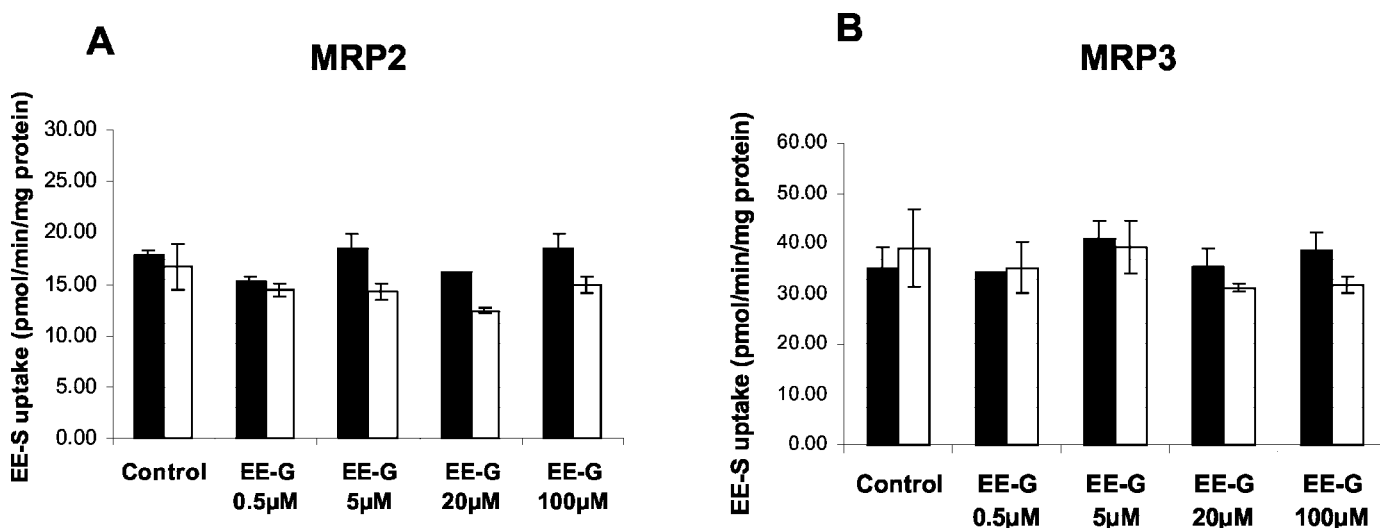 A
MRP2
EE-S uptake (pmol/min/mg protein)
30.00
25.00
20.00
15.00
10.00
5.00
0.00
Control
EE-G
0.5µM
EE-G
5µM
EE-G
20µM
EE-G
100µM
B
MRP3
EE-S uptake (pmol/min/mg protein)
60.00
50.00
40.00
30.00
20.00
10.00
0.00
Control
EE-G
0.5µM
EE-G
5µM
EE-G
20µM
EE-G
100µM